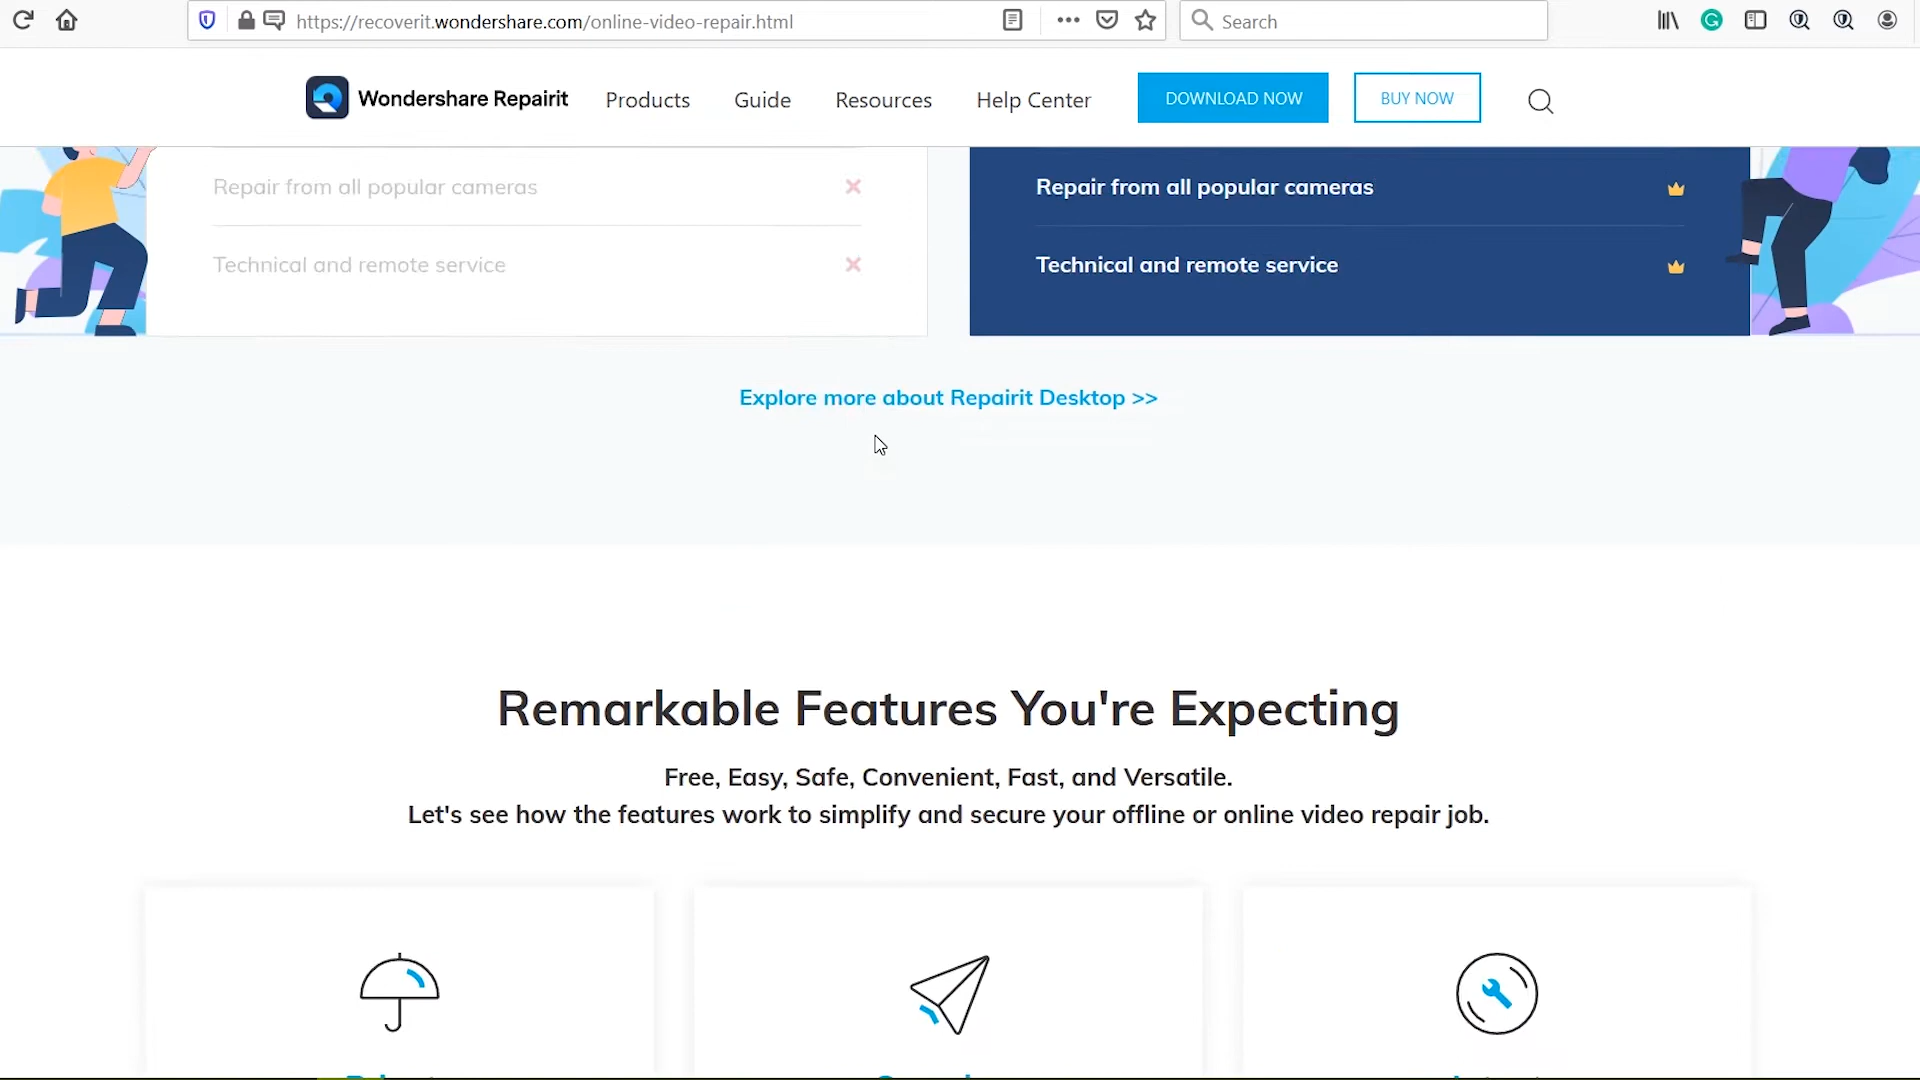 https://recoverit.wondershare.com/online-video-repair.html
Search
Wondershare Repairit
Products
Guide
Resources
Help Center
DOWNLOAD NOW
BUY NOW
Repair from all popular cameras
Repair from all popular cameras
Technical and remote service
Technical and remote service
Explore more about Repairit Desktop >>
Remarkable Features You're Expecting
Free, Easy, Safe, Convenient, Fast, and Versatile.
Let's see how the features work to simplify and secure your offline or online video repair job.